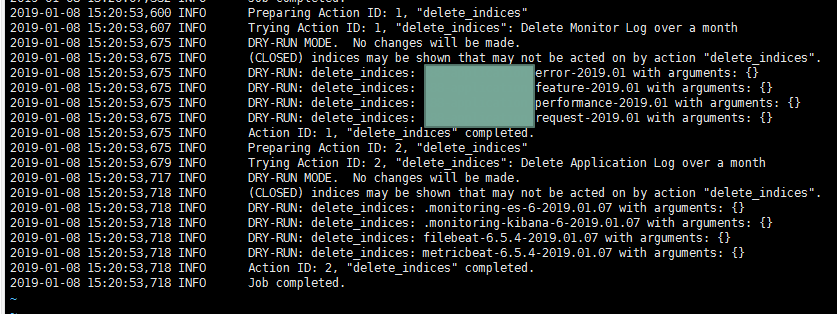 2019-01-08 15:20:53,600 INFO Preparing Action ID: 1, "delete_indices"
2019-01-08 15:20:53,607 INFO Trying Action ID: 1, "delete_indices": Delete Monitor Log over a month
2019-01-08 15:20:53,675 INFO DRY-RUN MODE. No changes will be made.
2019-01-08 15:20:53,675 INFO (CLOSED) indices may be shown that may not be acted on by action "delete_indices".
2019-01-08 15:20:53,675 INFO DRY-RUN: delete_indices: error-2019.01 with arguments: {}
2019-01-08 15:20:53,675 INFO DRY-RUN: delete_indices: feature-2019.01 with arguments: {}
2019-01-08 15:20:53,675 INFO DRY-RUN: delete_indices: performance-2019.01 with arguments: {}
2019-01-08 15:20:53,675 INFO DRY-RUN: delete_indices: request-2019.01 with arguments: {}
2019-01-08 15:20:53,675 INFO Action ID: 1, "delete_indices" completed.
2019-01-08 15:20:53,675 INFO Preparing Action ID: 2, "delete_indices"
2019-01-08 15:20:53,679 INFO Trying Action ID: 2, "delete_indices": Delete Application Log over a month
2019-01-08 15:20:53,717 INFO DRY-RUN MODE. No changes will be made.
2019-01-08 15:20:53,718 INFO (CLOSED) indices may be shown that may not be acted on by action "delete_indices".
2019-01-08 15:20:53,718 INFO DRY-RUN: delete_indices: .monitoring-es-6-2019.01.07 with arguments: {}
2019-01-08 15:20:53,718 INFO DRY-RUN: delete_indices: .monitoring-kibana-6-2019.01.07 with arguments: {}
2019-01-08 15:20:53,718 INFO DRY-RUN: delete_indices: filebeat-6.5.4-2019.01.07 with arguments: {}
2019-01-08 15:20:53,718 INFO DRY-RUN: delete_indices: metricbeat-6.5.4-2019.01.07 with arguments: {}
2019-01-08 15:20:53,718 INFO Action ID: 2, "delete_indices" completed.
2019-01-08 15:20:53,718 INFO Job completed.
~